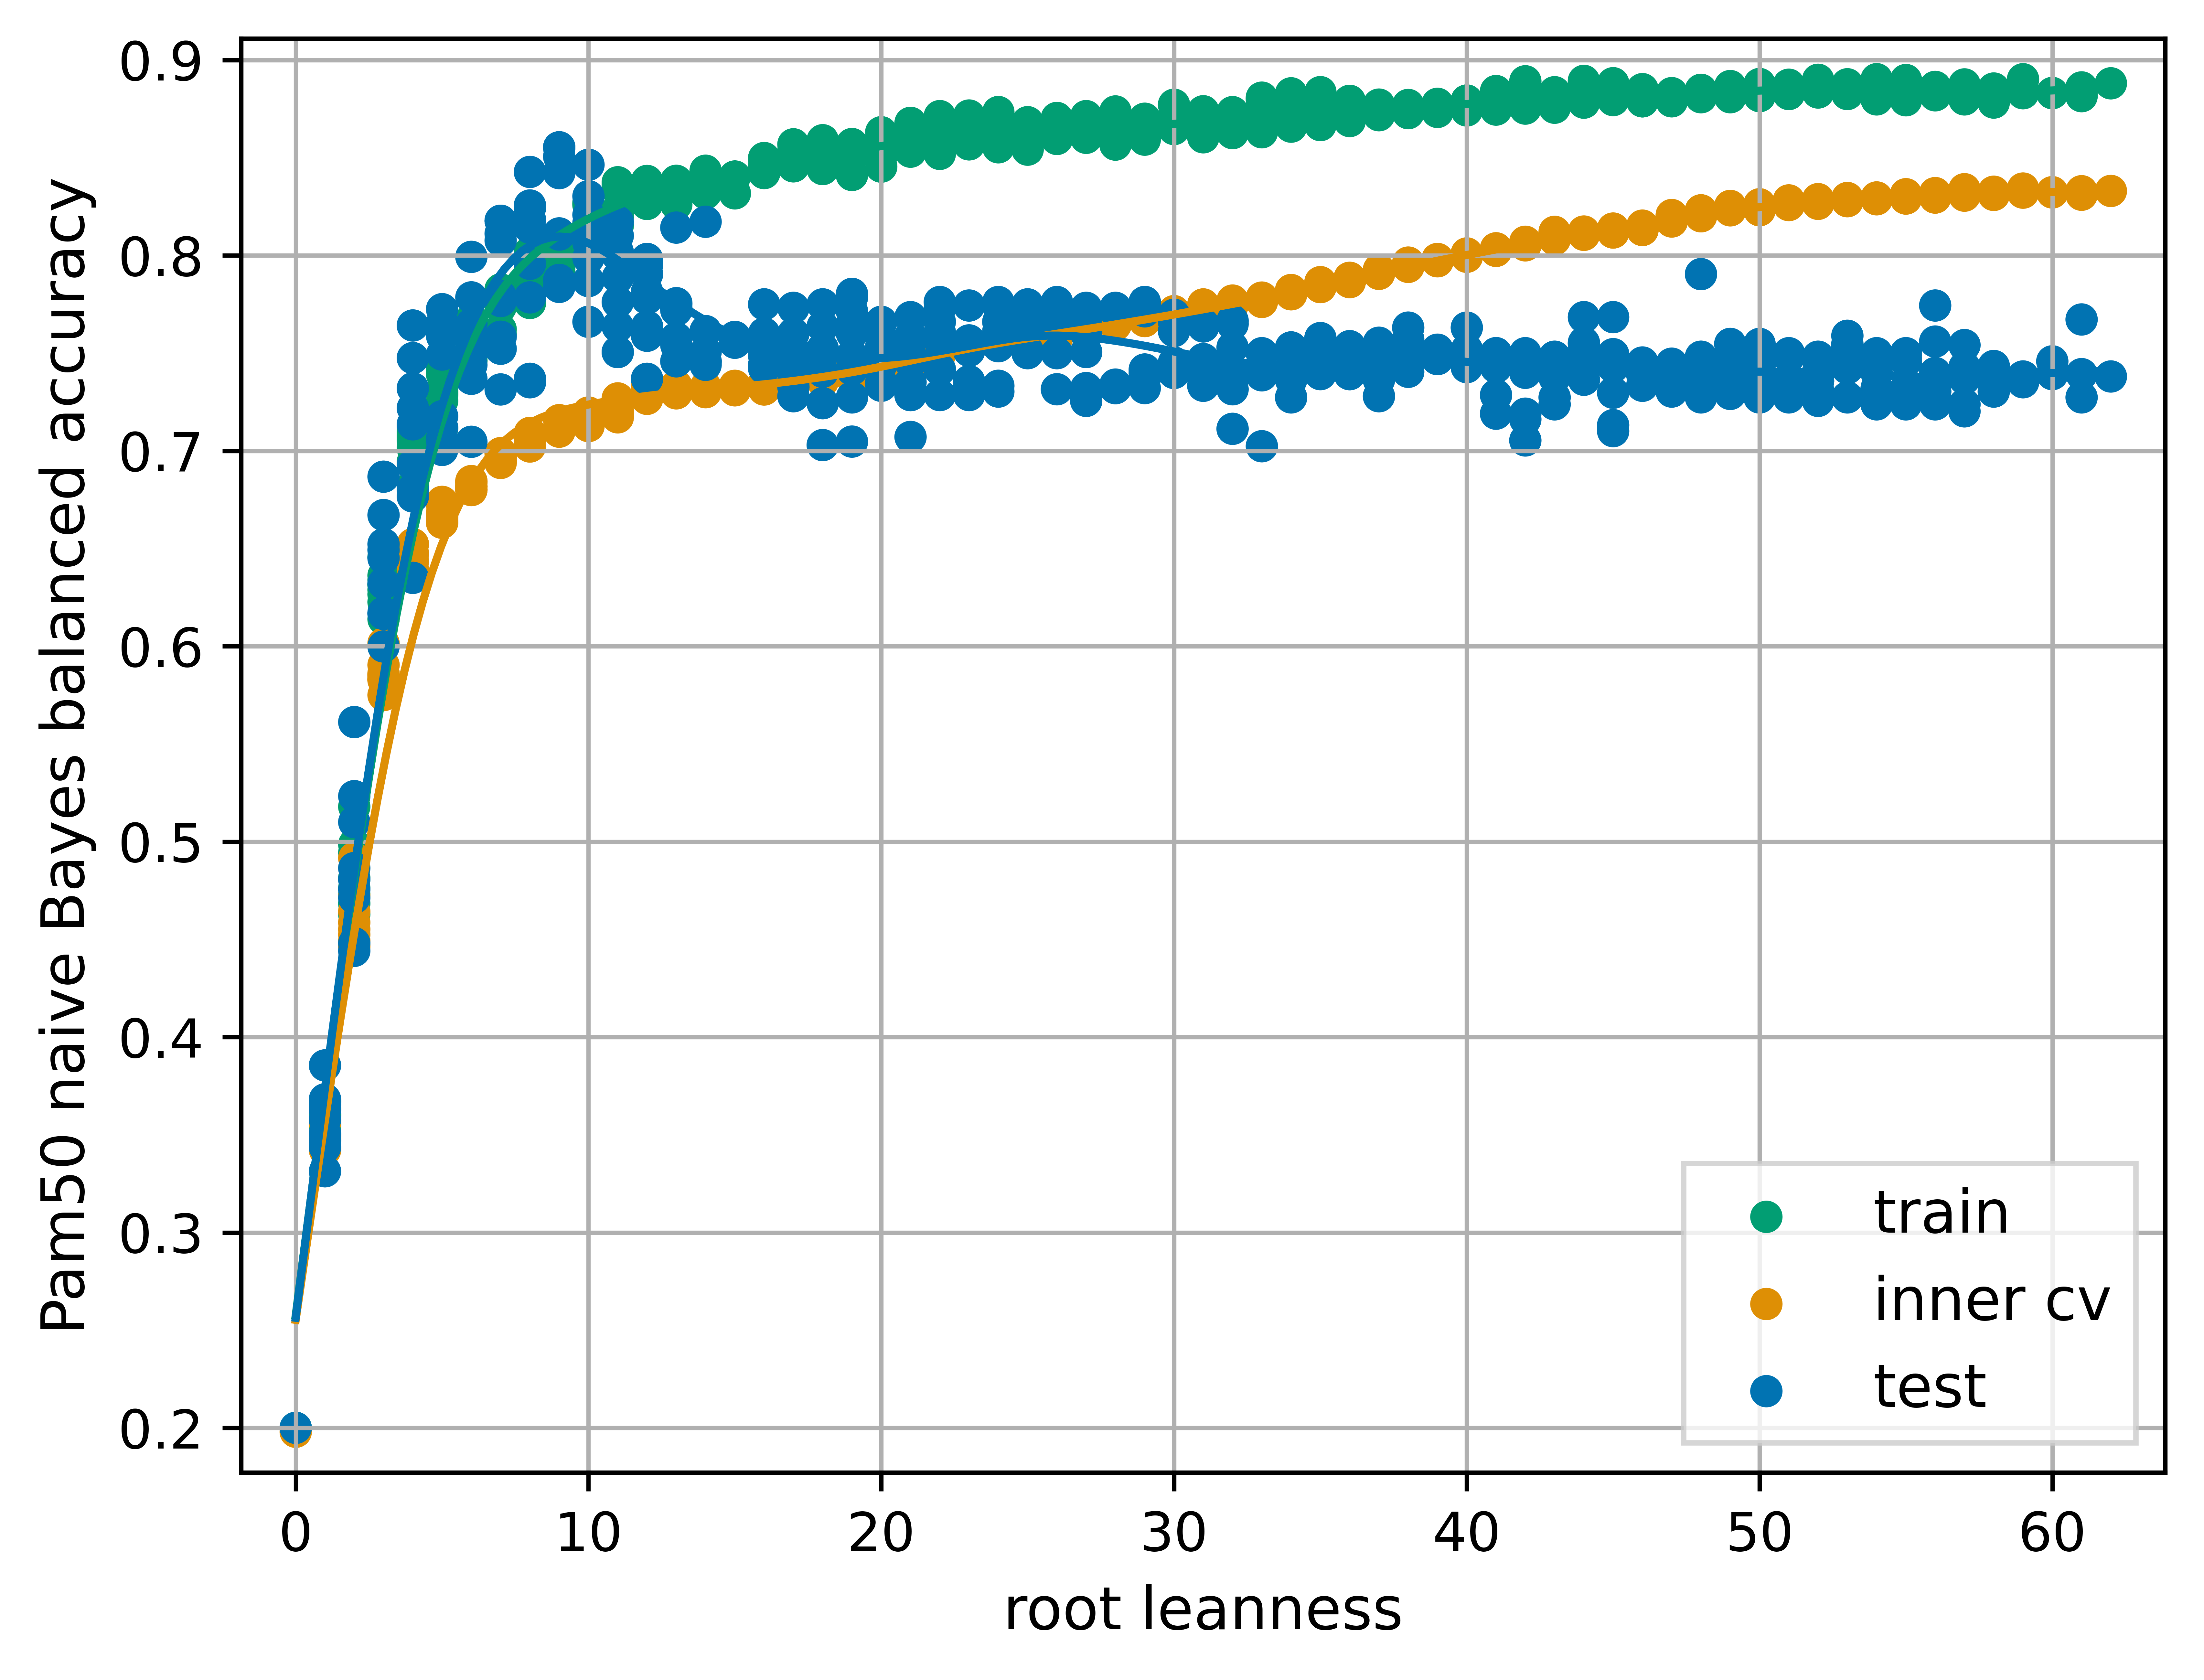 Pam50 naive Bayes balanced accuracy
0.9
0.8
0.7
0.6
0.5
0.4
0.3
0.2
0 10 20 30 40 50 60
root leanness
train
inner cv
test